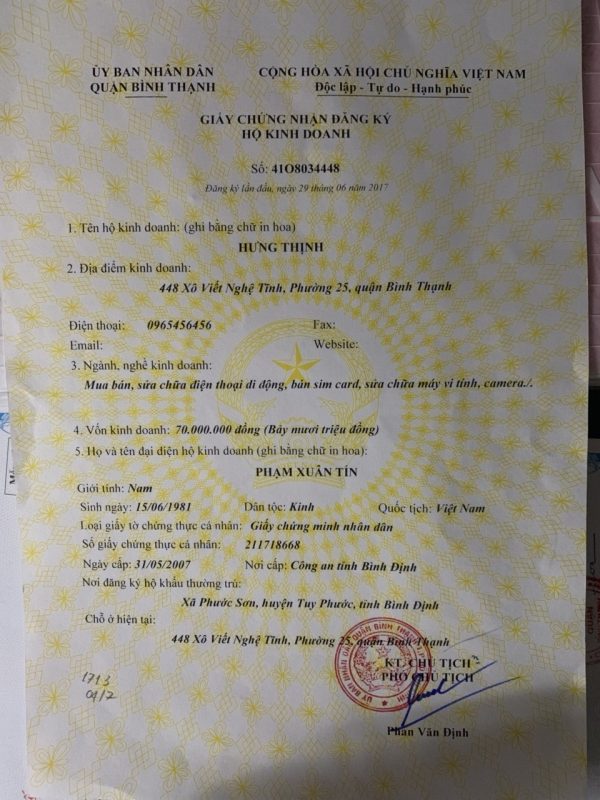 ỦY BAN NHÂN DÂN
QUẬN BÌNH THẠNH
CỘNG HÒA XÃ HỘI CHỦ NGHĨA VIỆT NAM
Độc lập - Tự do - Hạnh phúc
GIẤY CHỨNG NHẬN ĐĂNG KÝ
HỘ KINH DOANH
Số: 41O8034448
Đăng ký lần đầu, ngày 29 tháng 06 năm 2017
1. Tên hộ kinh doanh: (ghi bằng chữ in hoa)
HƯNG THỊNH
2. Địa điểm kinh doanh:
448 Xô Viết Nghệ Tĩnh, Phường 25, quận Bình Thạnh
Điện thoại: 0965456456 Fax:
Email: Website:
3. Ngành, nghề kinh doanh:
Mua bán, sửa chữa điện thoại di động, bán sim card, sửa chữa máy vi tính, camera./.
4. Vốn kinh doanh: 70.000.000 đồng (Bảy mươi triệu đồng)
5. Họ và tên đại diện hộ kinh doanh (ghi bằng chữ in hoa):
PHẠM XUÂN TÍN
Giới tính: Nam
Sinh ngày: 15/06/1981 Dân tộc: Kinh Quốc tịch: Việt Nam
Loại giấy tờ chứng thực cá nhân: Giấy chứng minh nhân dân
Số giấy chứng thực cá nhân: 211718668
Ngày cấp: 31/05/2007 Nơi cấp: Công an tỉnh Bình Định
Nơi đăng ký hộ khẩu thường trú:
Xã Phước Sơn, huyện Tuy Phước, tỉnh Bình Định
Chỗ ở hiện tại:
448 Xô Viết Nghệ Tĩnh, Phường 25, quận Bình Thạnh
KT. CHỦ TỊCH
PHÓ CHỦ TỊCH
Phan Văn Định